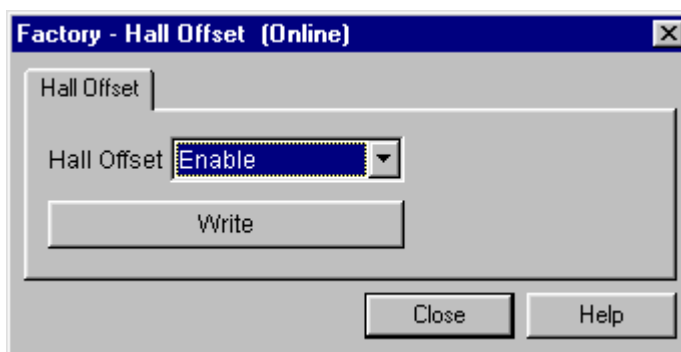 Factory - Hall Offset (Online)
Hall Offset
Hall Offset Enable
Write
Close Help